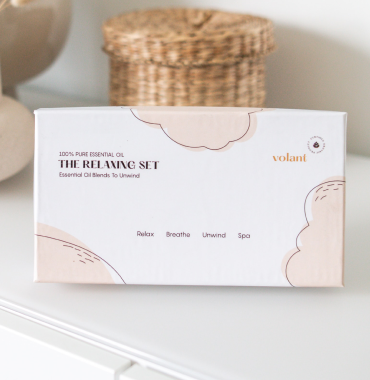 100% PURE ESSENTIAL OIL
THE RELAXING SET
Essential Oil Blends To Unwind
volant
Relax Breathe Unwind Spa